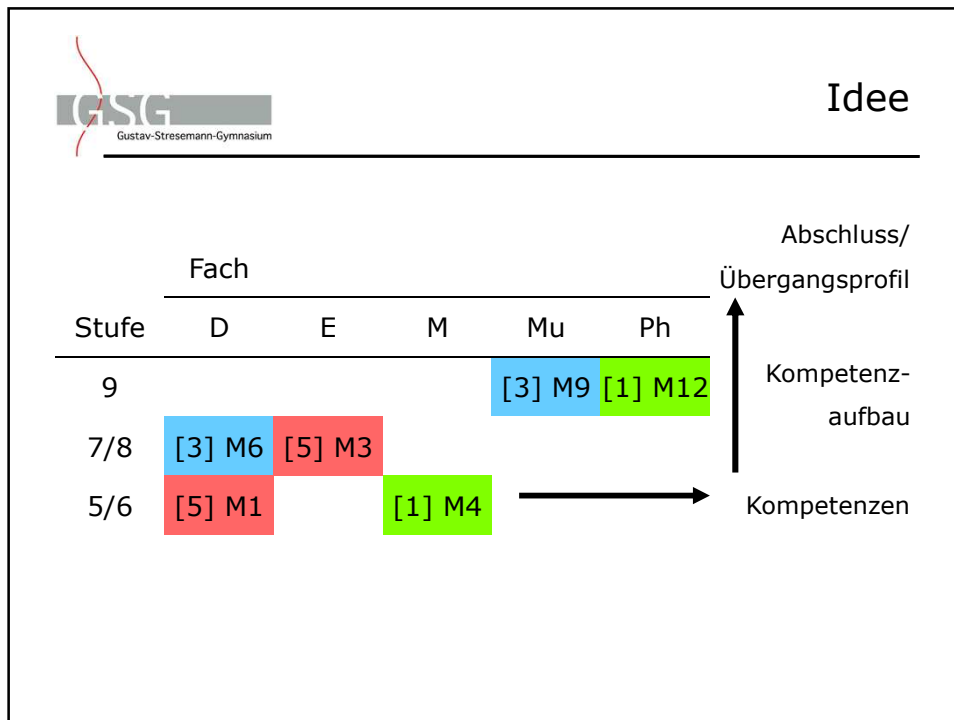 GSG
Gustav-Stresemann-Gymnasium
Idee
Abschluss/
Übergangsprofil
Fach
Stufe D E M Mu Ph
9 [3] M9 [1] M12
Kompetenz-
aufbau
7/8 [3] M6 [5] M3
5/6 [5] M1 [1] M4
Kompetenzen